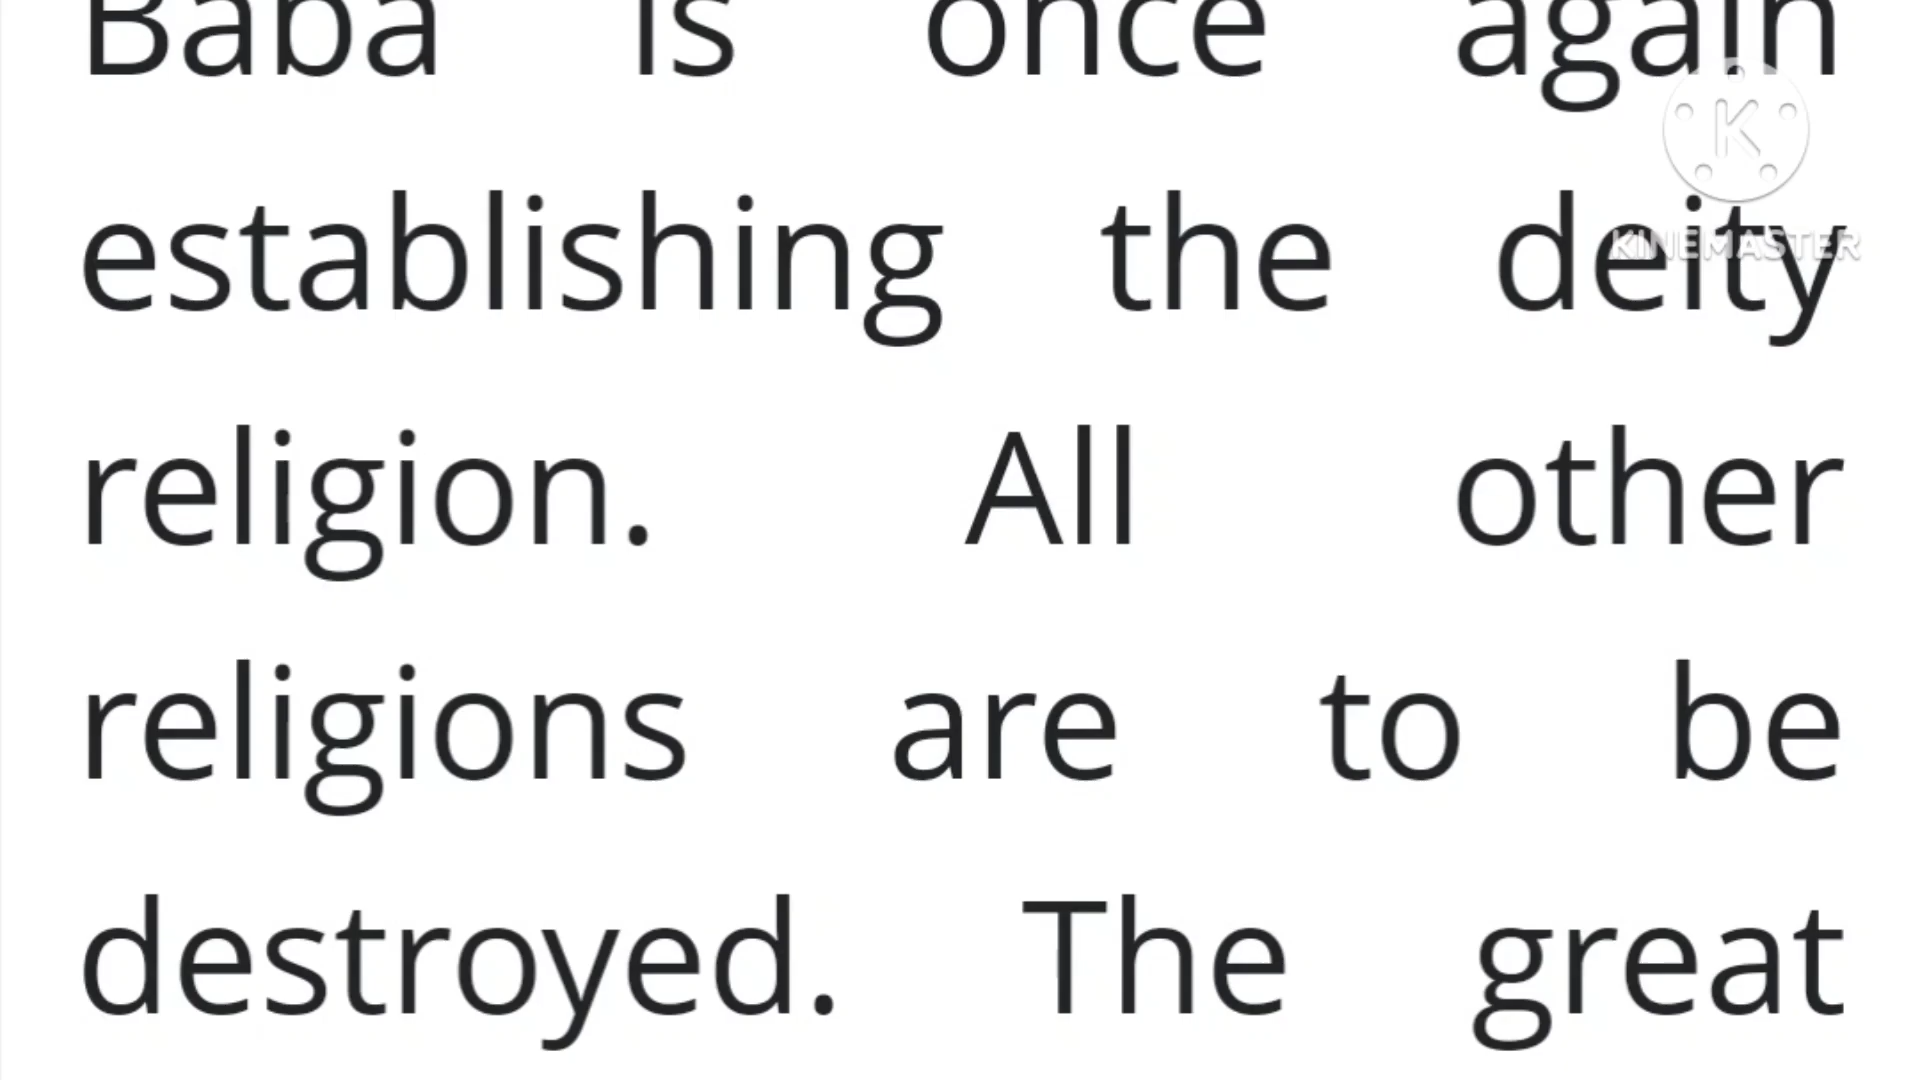 Baba is once again
establishing the deity
religion. All other
religions are to be
destroyed. The great
K
KINEMASTER